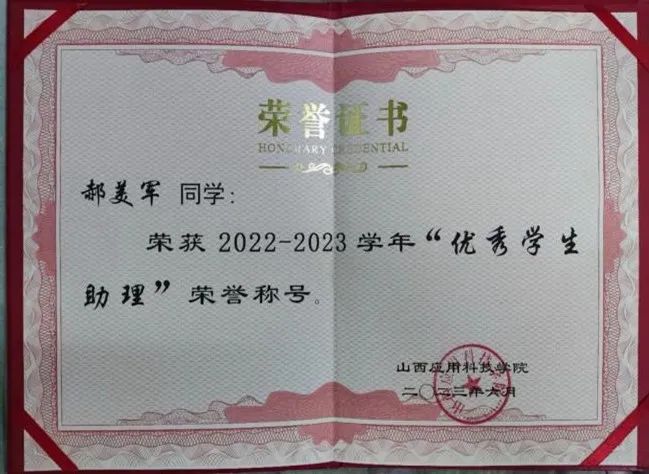 荣誉证书
HONORARY CREDENTIAL
郝美军 同学：
荣获 2022-2023 学年“优秀学生
助理”荣誉称号。
山西应用科技学院
二〇二三年六月